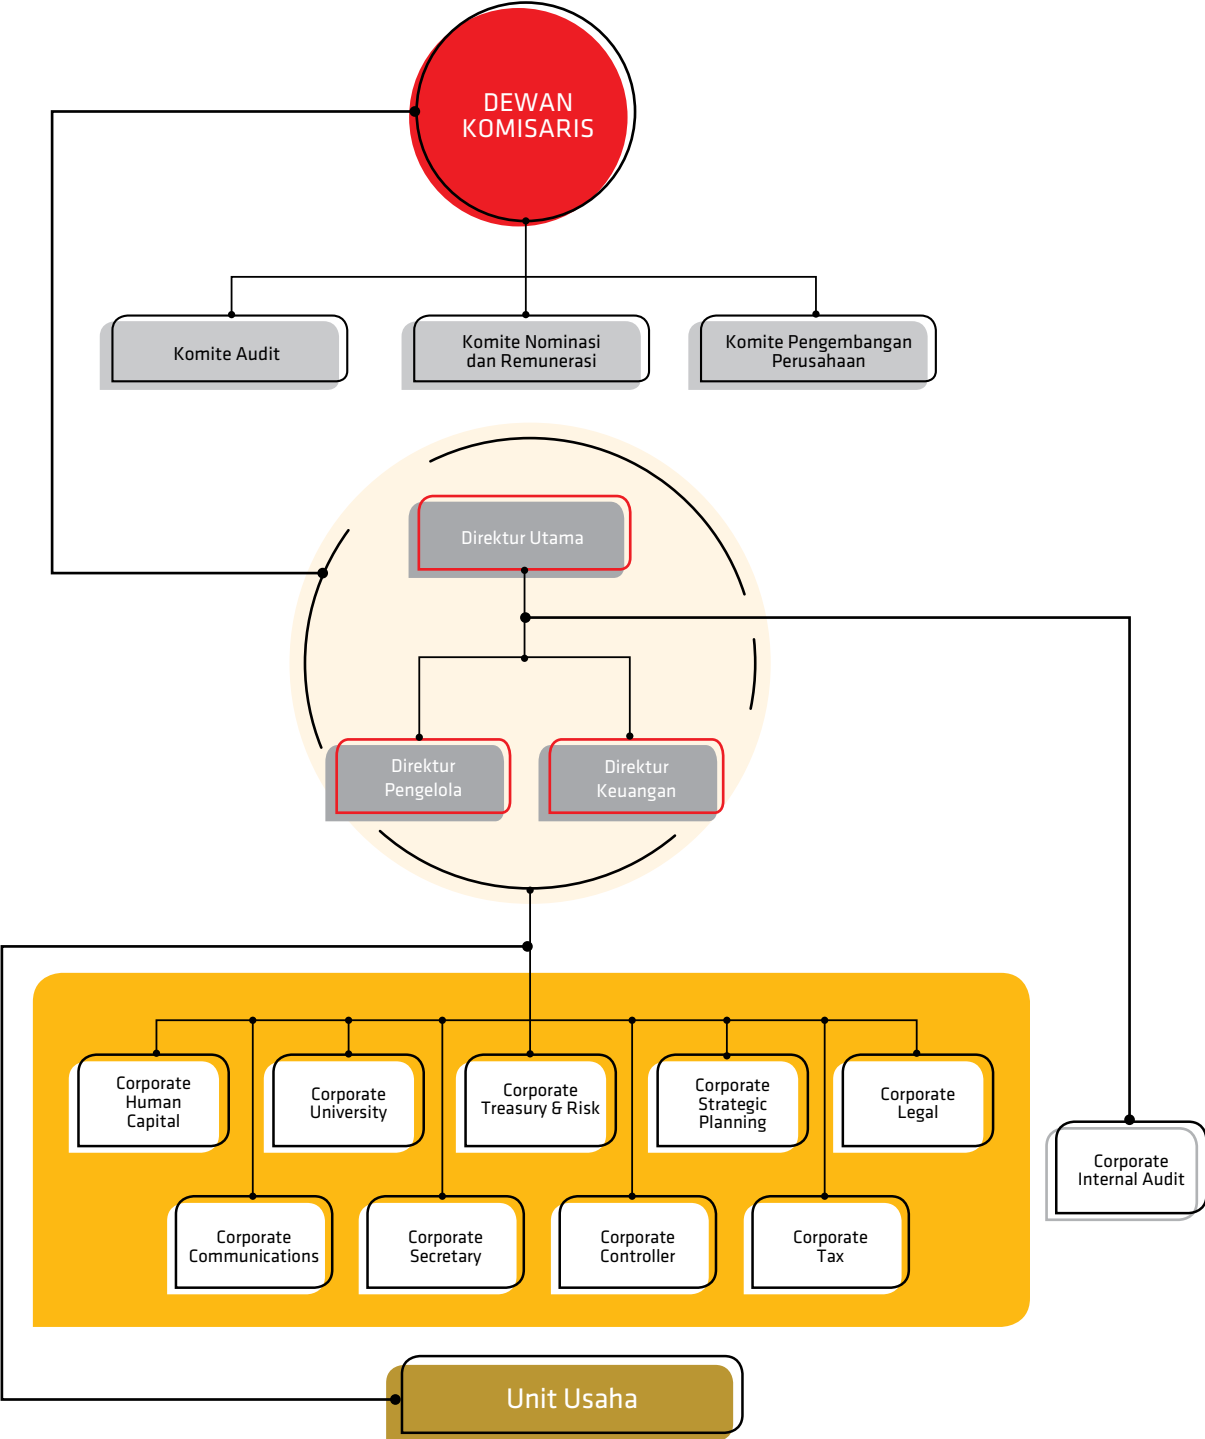 DEWAN
KOMISARIS
Komite Audit
Komite Nominasi
dan Remunerasi
Komite Pengembangan
Perusahaan
Direktur Utama
Direktur
Pengelola
Direktur
Keuangan
Corporate
Human
Capital
Corporate
University
Corporate
Treasury & Risk
Corporate
Strategic
Planning
Corporate
Legal
Corporate
Internal Audit
Corporate
Communications
Corporate
Secretary
Corporate
Controller
Corporate
Tax
Unit Usaha